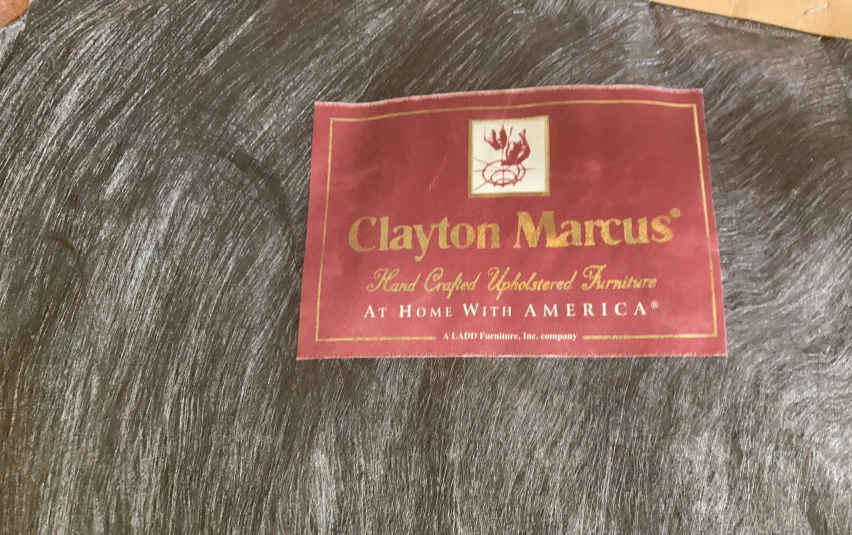 Clayton Marcus®
Hand Crafted Upholstered Furniture
AT HOME WITH AMERICA®
A LADD Furniture, Inc. company